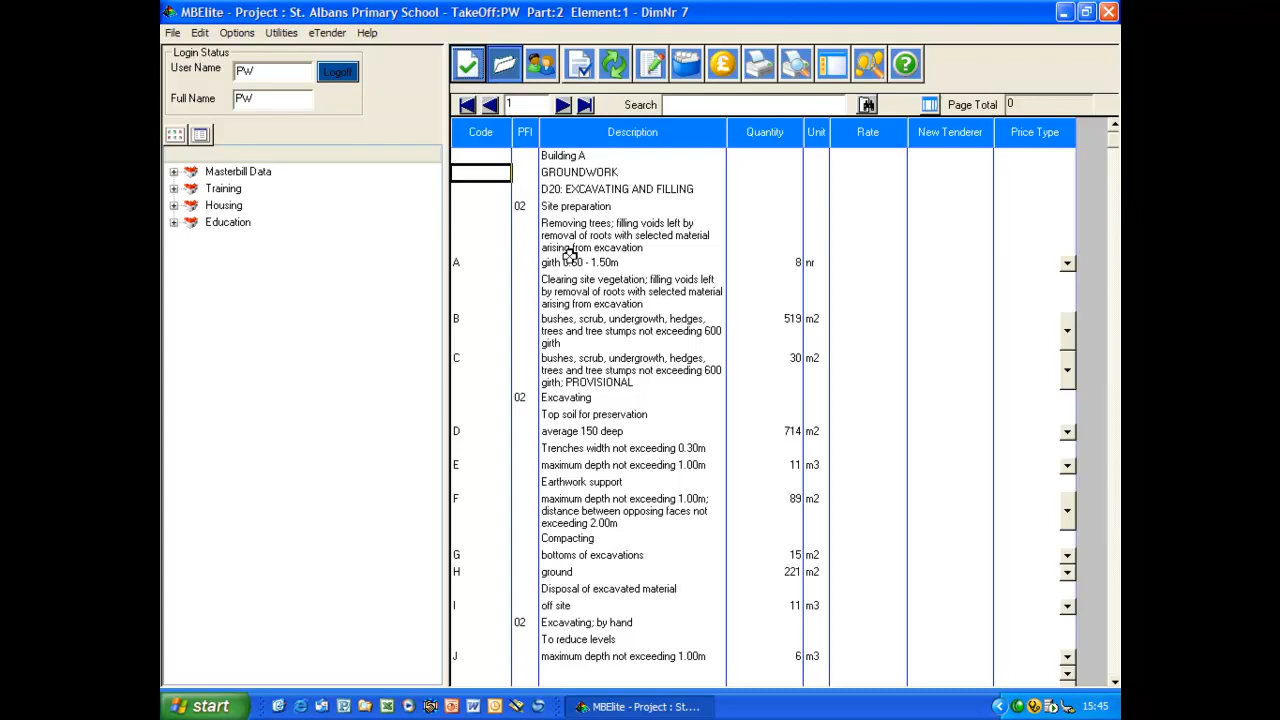 MBElite - Project : St. Albans Primary School - TakeOff:PW Part:2 Element:1 - DimNr 7
File Edit Options Utilities eTender Help
Login Status
User Name PW Logoff
Full Name PW
1 Search Page Total 0
Masterbill Data
Training
Housing
Education
Code PFI Description Quantity Unit Rate New Tenderer Price Type
Building A
GROUNDWORK
D20: EXCAVATING AND FILLING
02 Site preparation
Removing trees; filling voids left by
removal of roots with selected material
arising from excavation
A girth 0.60 - 1.50m 8 nr
Clearing site vegetation; filling voids left
by removal of roots with selected material
arising from excavation
B bushes, scrub, undergrowth, hedges, 519 m2
trees and tree stumps not exceeding 600
girth
C bushes, scrub, undergrowth, hedges, 30 m2
trees and tree stumps not exceeding 600
girth; PROVISIONAL
02 Excavating
Top soil for preservation
D average 150 deep 714 m2
Trenches width not exceeding 0.30m
E maximum depth not exceeding 1.00m 11 m3
Earthwork support
F maximum depth not exceeding 1.00m; 89 m2
distance between opposing faces not
exceeding 2.00m
Compacting
G bottoms of excavations 15 m2
H ground 221 m2
Disposal of excavated material
I off site 11 m3
02 Excavating; by hand
To reduce levels
J maximum depth not exceeding 1.00m 6 m3
start MBElite - Project : St.... 15:45